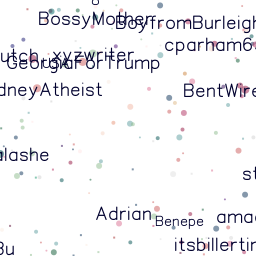 BossyMother
BoyfromBurleigh
cparham6
utch
xyzwriter
GeorgiaForTrump
dneyAtheist
BentWire
alashe
st
Adrian
Benepe
ama
itsbillertin
Bu